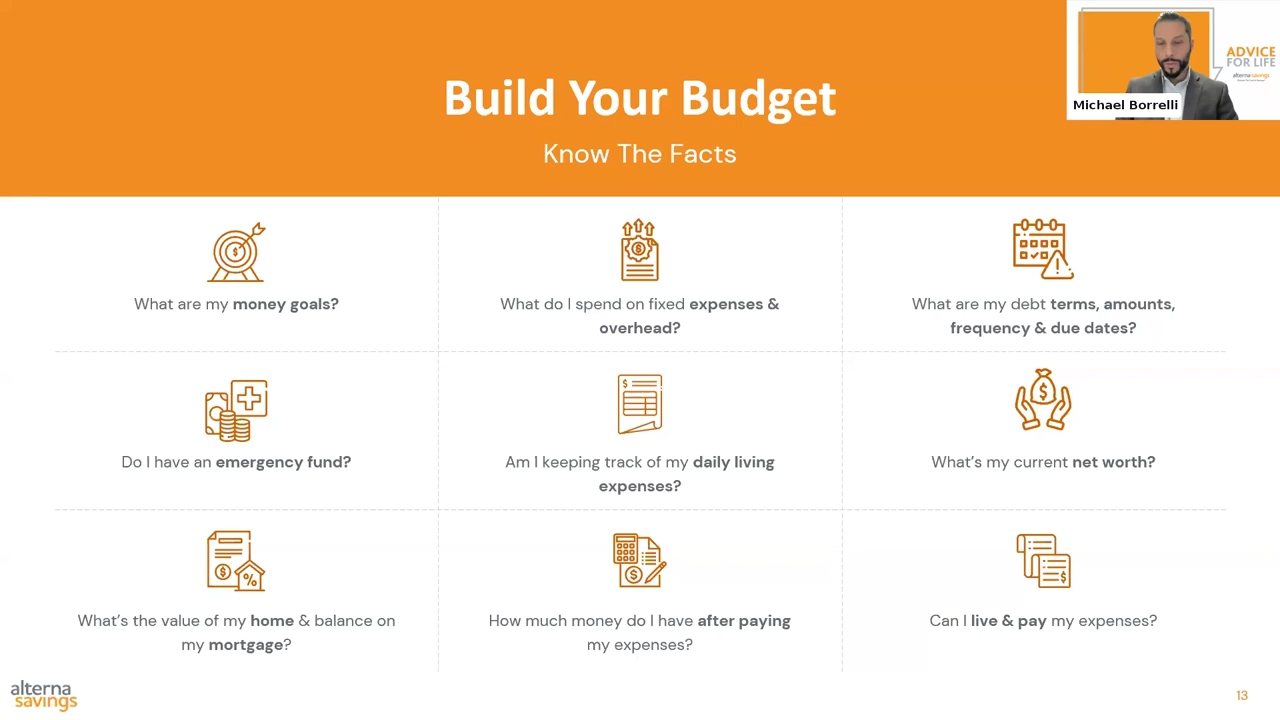 Build Your Budget
Know The Facts
ADVICE
FOR LIFE
alterna savings
Michael Borrelli
What are my money goals?
What do I spend on fixed expenses &
overhead?
What are my debt terms, amounts,
frequency & due dates?
Do I have an emergency fund?
Am I keeping track of my daily living
expenses?
What's my current net worth?
What's the value of my home & balance on
my mortgage?
How much money do I have after paying
my expenses?
Can I live & pay my expenses?
alterna
savings
13